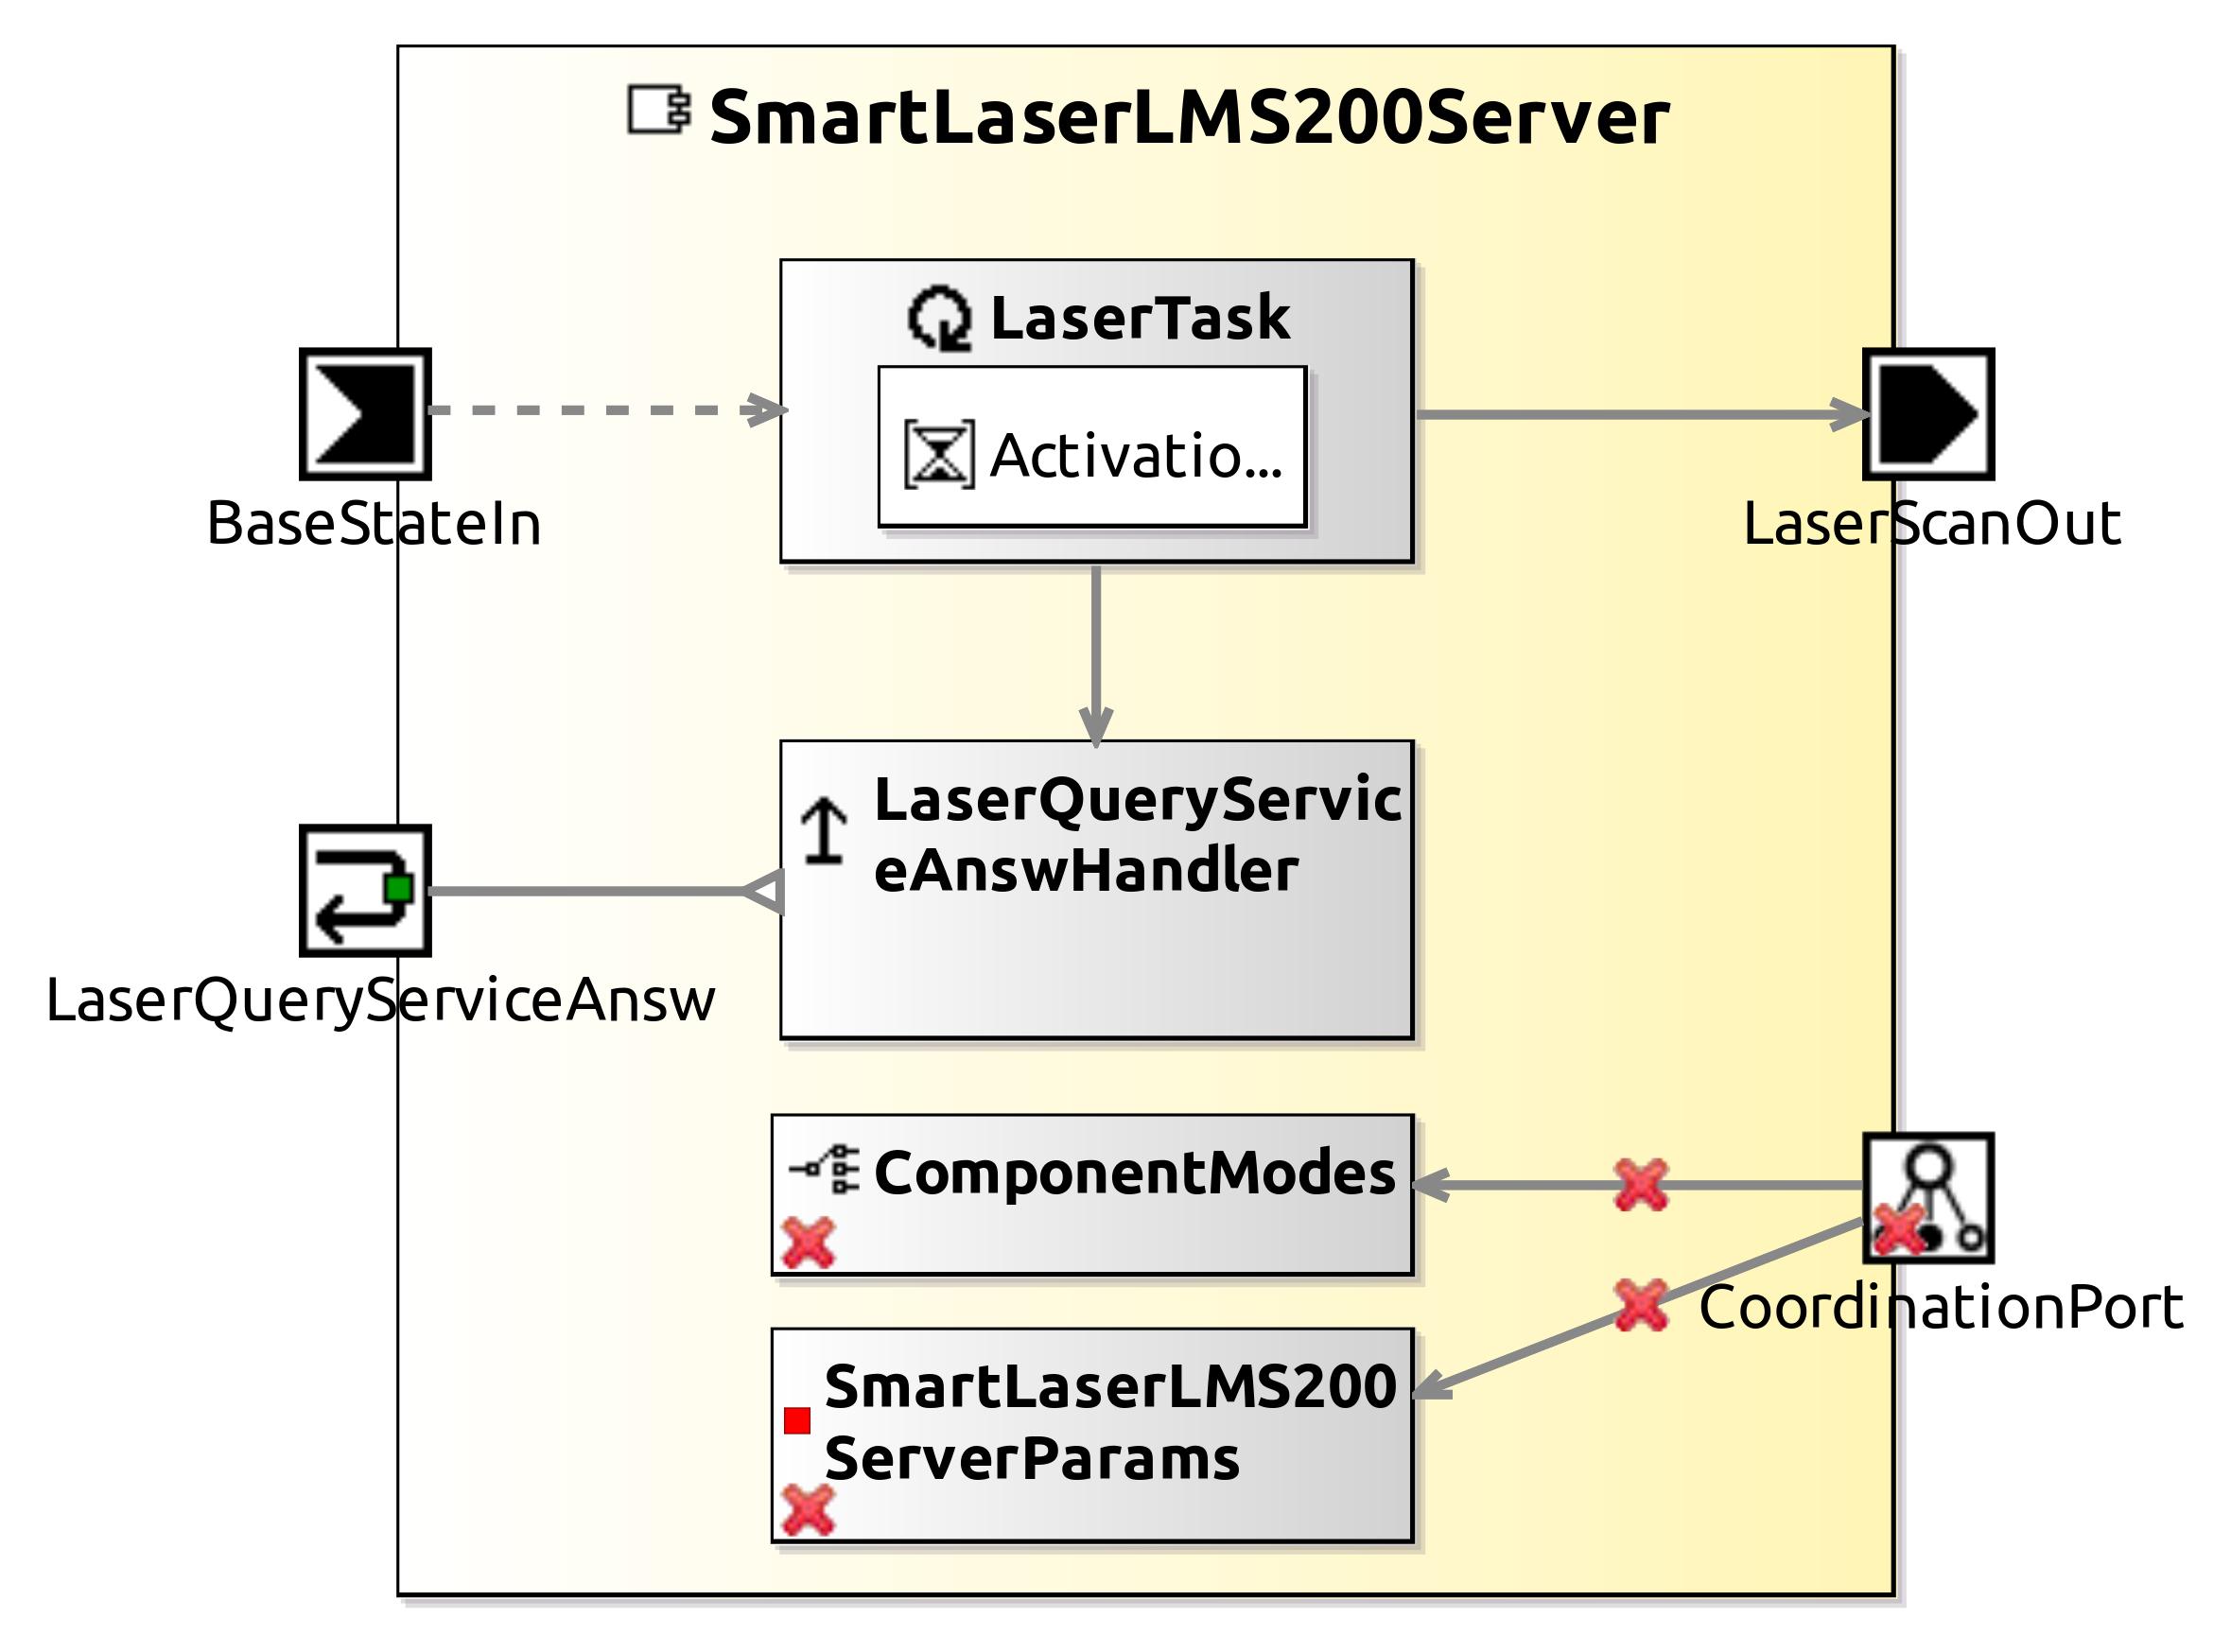 SmartLaserLMS200Server
LaserTask
Activatio...
BaseStateIn
LaserScanOut
LaserQueryServic
eAnswHandler
LaserQueryServiceAnsw
ComponentModes
CoordinationPort
SmartLaserLMS200
ServerParams